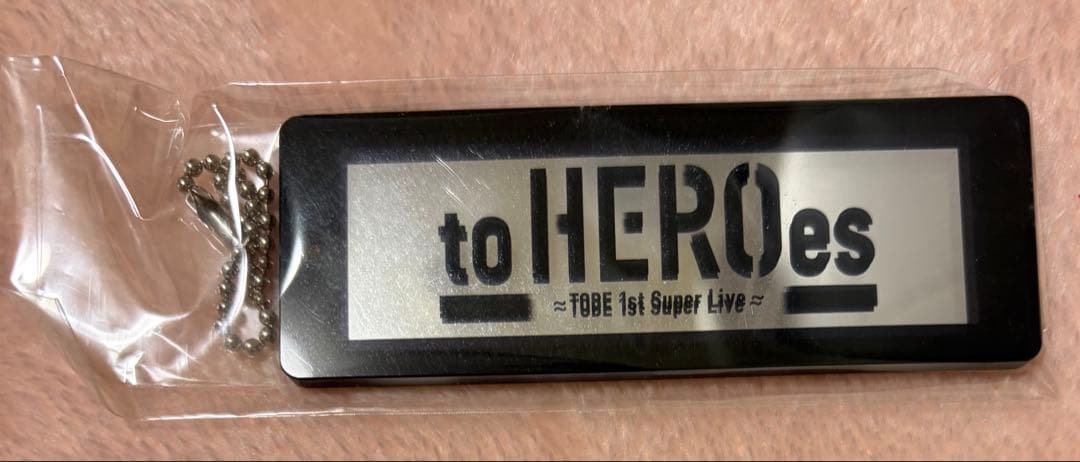 to HEROes
≈ TOBE 1st Super Live ≈